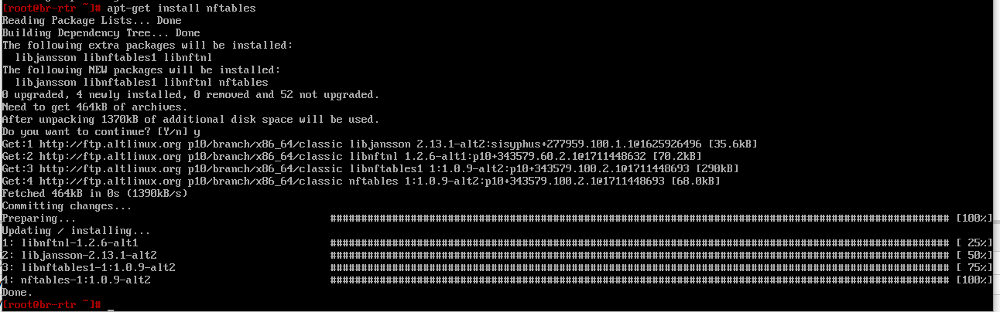 [root@br-rtr ~]# apt-get install nftables
Reading Package Lists... Done
Building Dependency Tree... Done
The following extra packages will be installed:
  libjansson libnftables1 libnftnl
The following NEW packages will be installed:
  libjansson libnftables1 libnftnl nftables
0 upgraded, 4 newly installed, 0 removed and 52 not upgraded.
Need to get 464kB of archives.
After unpacking 1370kB of additional disk space will be used.
Do you want to continue? [Y/n] y
Get:1 http://ftp.altlinux.org p10/branch/x86_64/classic libjansson 2.13.1-alt2:sisyphus+277959.100.1.1@1625926496 [35.6kB]
Get:2 http://ftp.altlinux.org p10/branch/x86_64/classic libnftnl 1.2.6-alt1:p10+343579.60.2.1@1711448632 [70.2kB]
Get:3 http://ftp.altlinux.org p10/branch/x86_64/classic libnftables1 1:1.0.9-alt2:p10+343579.100.2.1@1711448693 [290kB]
Get:4 http://ftp.altlinux.org p10/branch/x86_64/classic nftables 1:1.0.9-alt2:p10+343579.100.2.1@1711448693 [68.0kB]
Fetched 464kB in 0s (1390kB/s)
Committing changes...
Preparing... #################################################################################################### [100%]
Updating / installing...
1: libnftnl-1.2.6-alt1 #################################################################################################### [ 25%]
2: libjansson-2.13.1-alt2 #################################################################################################### [ 50%]
3: libnftables1-1:1.0.9-alt2 #################################################################################################### [ 75%]
4: nftables-1:1.0.9-alt2 #################################################################################################### [100%]
Done.
[root@br-rtr ~]# _